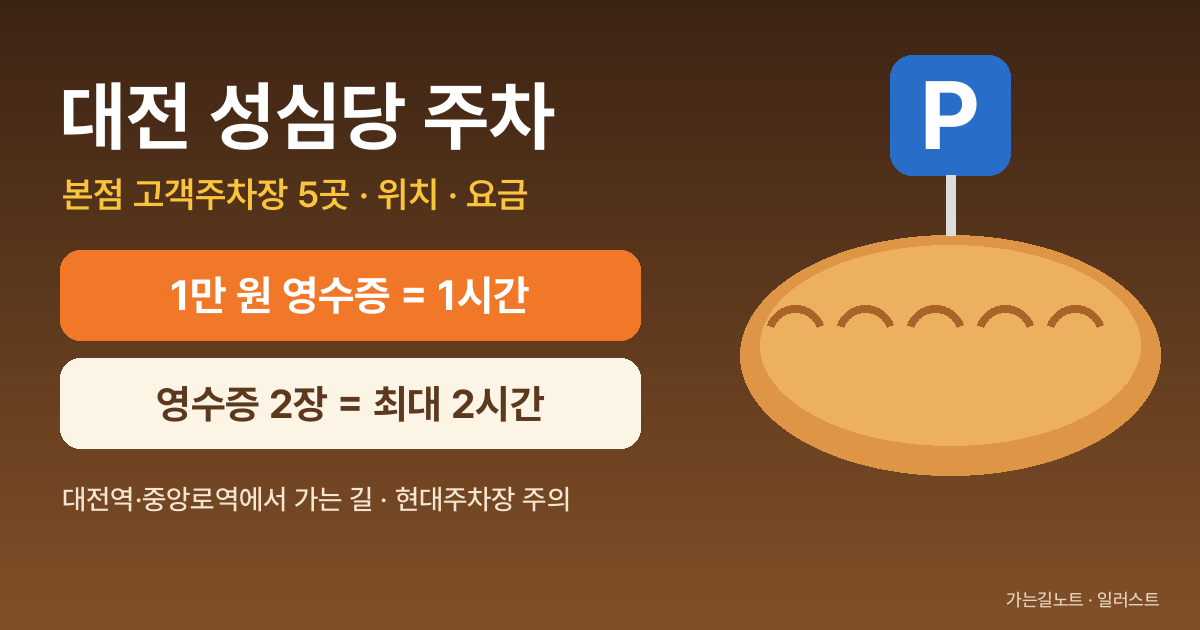 대전 성심당 주차
본점 고객주차장 5곳 · 위치 · 요금
1만 원 영수증 = 1시간
영수증 2장 = 최대 2시간
대전역·중앙로역에서 가는 길 · 현대주차장 주의
P
가는길노트 · 일러스트